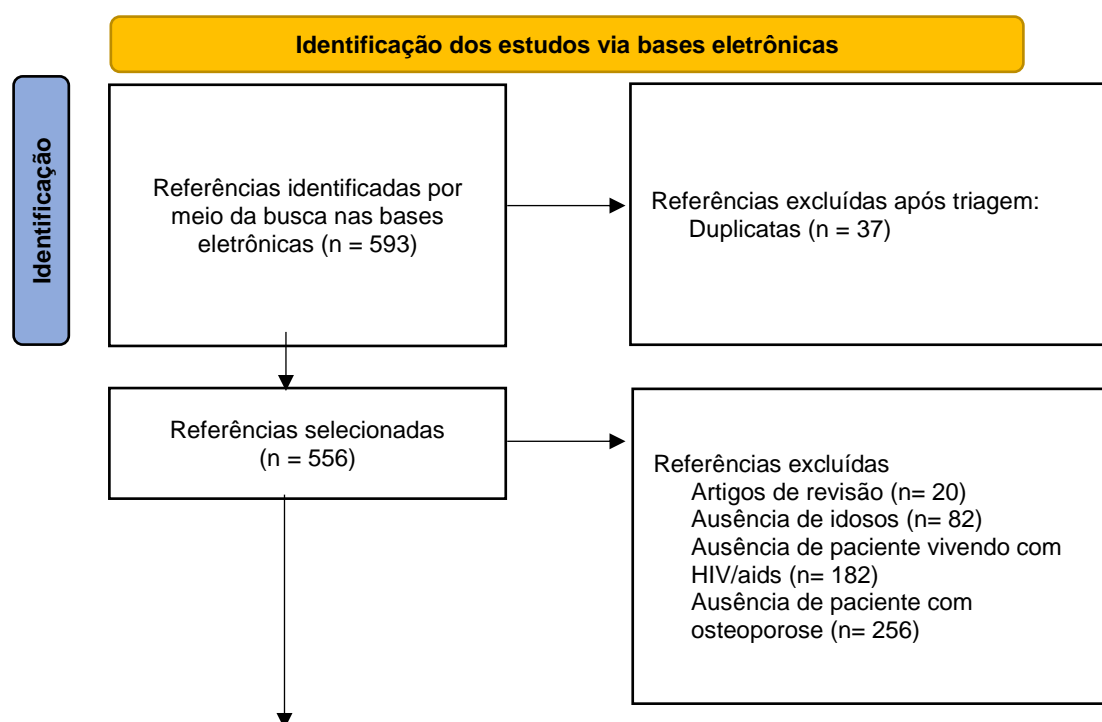 Identificação dos estudos via bases eletrônicas
Identificação
Referências identificadas por
meio da busca nas bases
eletrônicas (n = 593)
Referências excluídas após triagem:
Duplicatas (n = 37)
Referências selecionadas
(n = 556)
Referências excluídas
Artigos de revisão (n= 20)
Ausência de idosos (n= 82)
Ausência de paciente vivendo com
HIV/aids (n= 182)
Ausência de paciente com
osteoporose (n= 256)